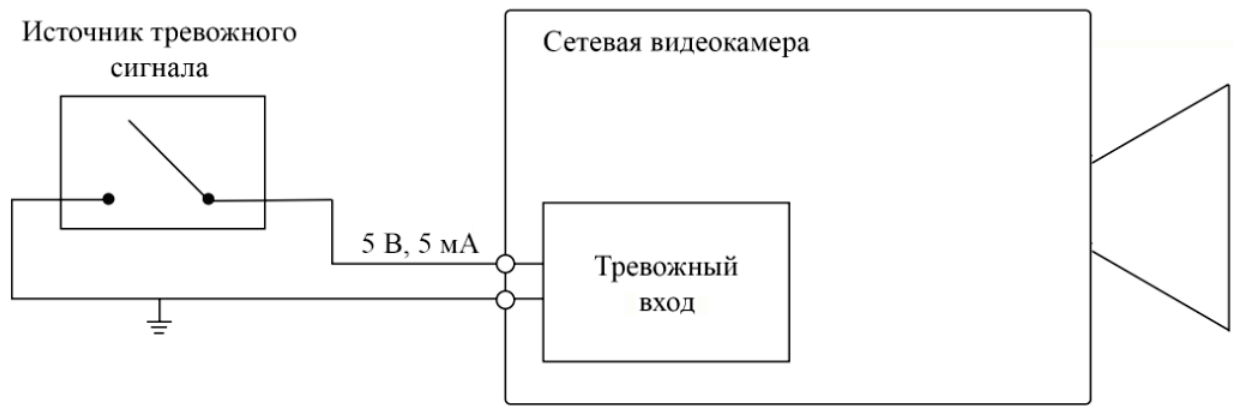 Источник тревожного
сигнала
Сетевая видеокамера
5 В, 5 мА
Тревожный
вход